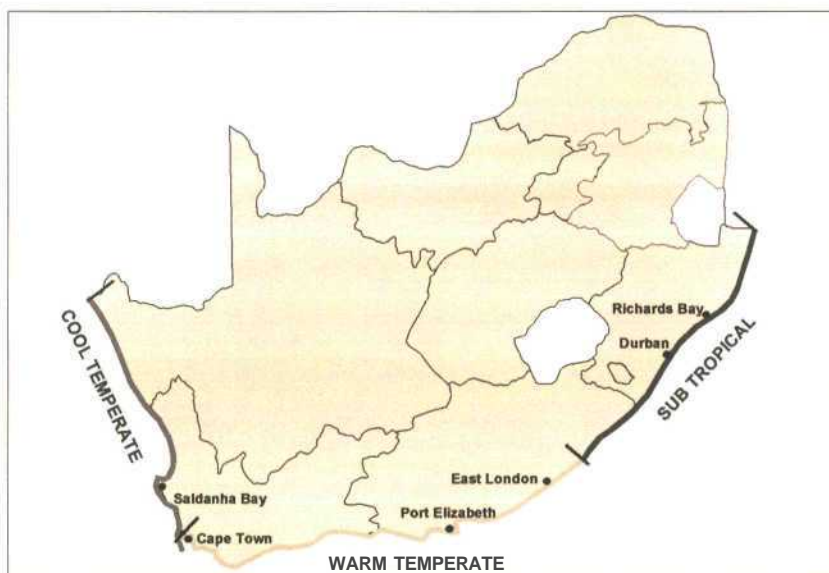 Richards Bay
Durban
SUB TROPICAL
COOL TEMPERATE
East London
Saldanha Bay
Port Elizabeth
Cape Town
WARM TEMPERATE